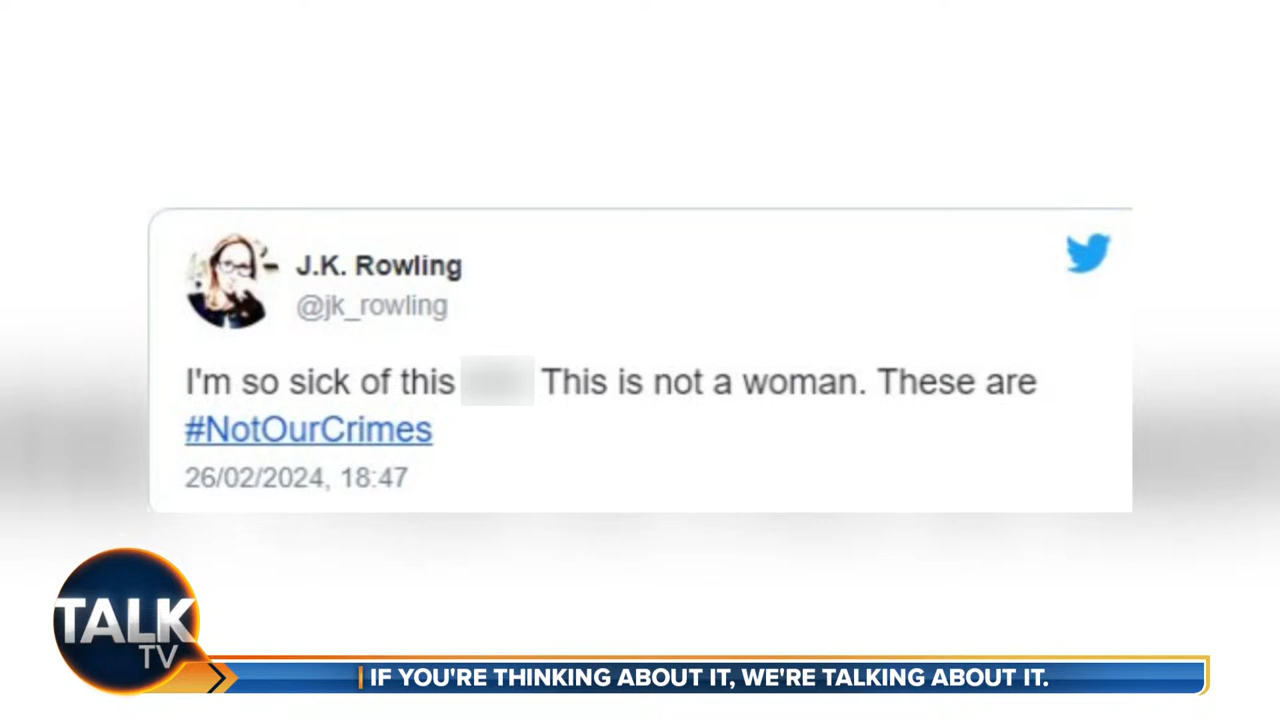 J.K. Rowling
@jk_rowling
I'm so sick of this This is not a woman. These are
#NotOurCrimes
26/02/2024, 18:47
TALK
TV
IF YOU'RE THINKING ABOUT IT, WE'RE TALKING ABOUT IT.